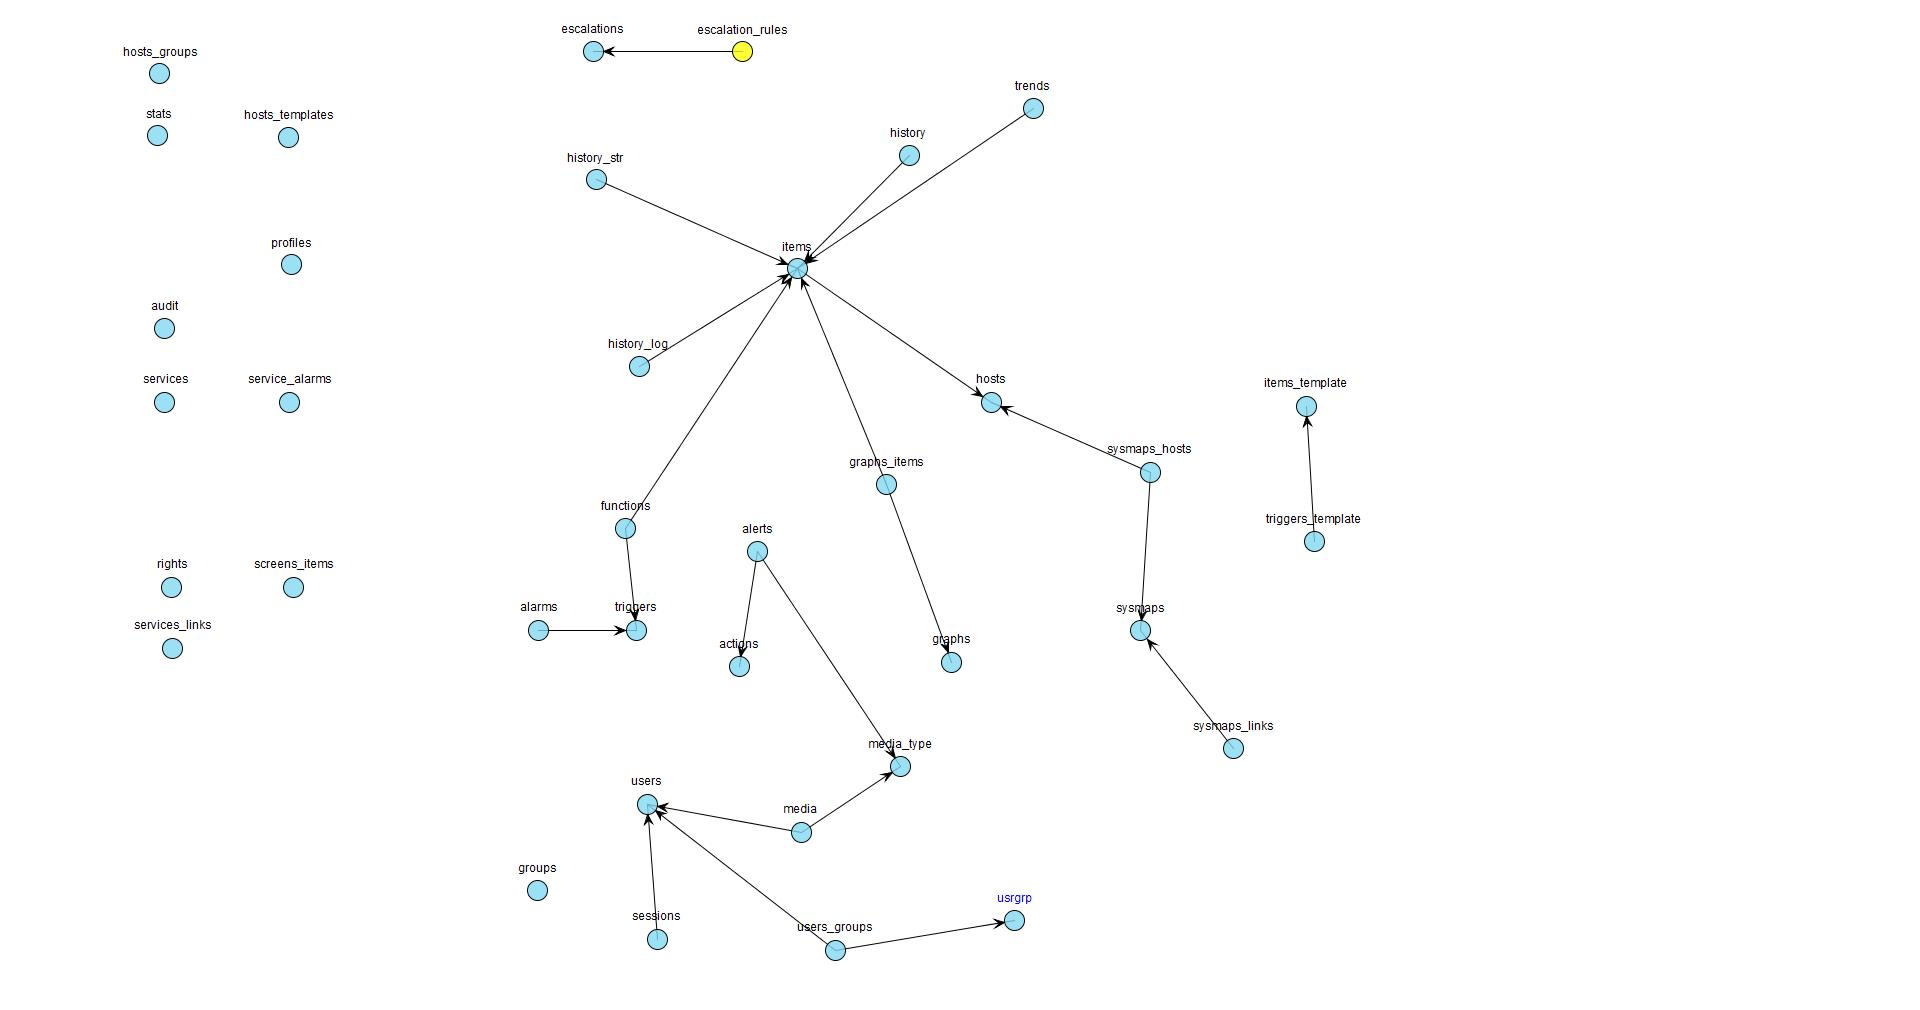 escalations
escalation_rules
hosts_groups
trends
stats
hosts_templates
history
history_str
profiles
items
audit
history_log
services
service_alarms
hosts
items_template
sysmaps_hosts
graphs_items
functions
triggers_template
alerts
rights
screens_items
alarms
triggers
sysmaps
services_links
actions
graphs
sysmaps_links
media_type
users
media
groups
usrgrp
sessions
users_groups